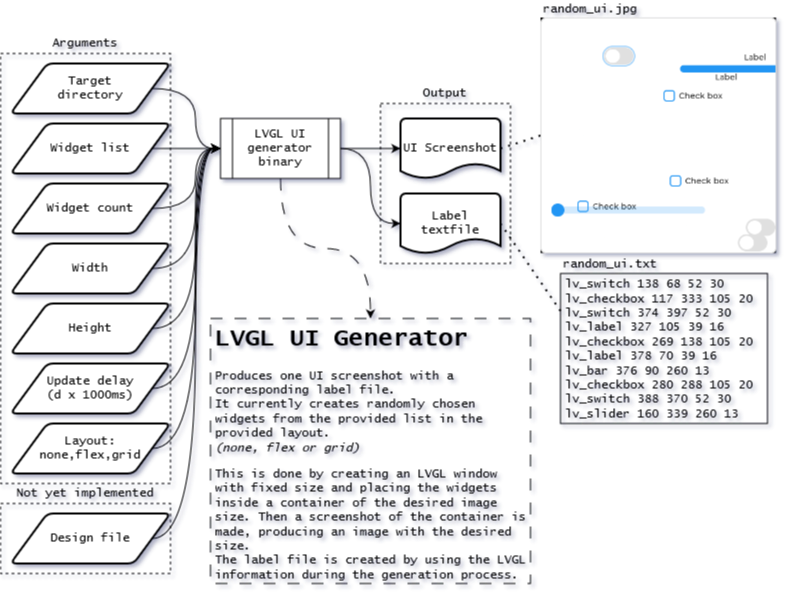 Arguments
Target
directory
Widget list
Widget count
Width
Height
Update delay
(d x 1000ms)
Layout:
none,flex,grid
Not yet implemented
Design file
LVGL UI
generator
binary
Output
UI Screenshot
Label
textfile
random_ui.jpg
Label
Label
Check box
Check box
Check box
random_ui.txt
lv_switch 138 68 52 30
lv_checkbox 117 333 105 20
lv_switch 374 397 52 30
lv_label 327 105 39 16
lv_checkbox 269 138 105 20
lv_label 378 70 39 16
lv_bar 376 90 260 13
lv_checkbox 280 288 105 20
lv_switch 388 370 52 30
lv_slider 160 339 260 13
LVGL UI Generator
Produces one UI screenshot with a
corresponding label file.
It currently creates randomly chosen
widgets from the provided list in the
provided layout.
(none, flex or grid)
This is done by creating an LVGL window
with fixed size and placing the widgets
inside a container of the desired image
size. Then a screenshot of the container is
made, producing an image with the desired
size.
The label file is created by using the LVGL
information during the generation process.